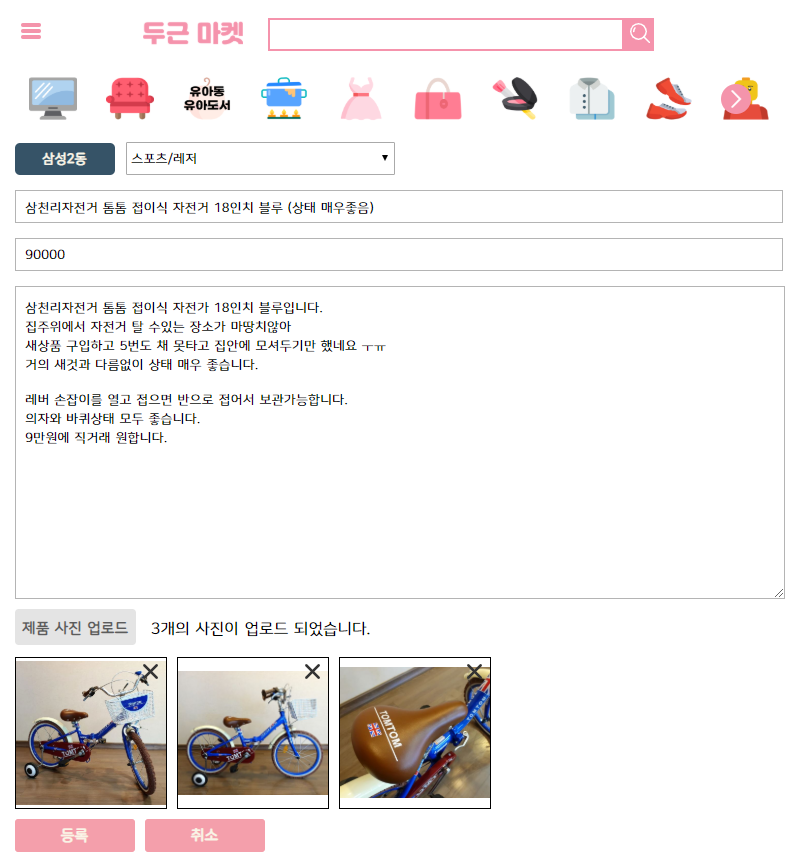 두근 마켓
유아동
유아도서
삼성2동
스포츠/레저
삼천리자전거 톰톰 접이식 자전거 18인치 블루 (상태 매우좋음)
90000
삼천리자전거 톰톰 접이식 자전가 18인치 블루입니다.
집주위에서 자전거 탈 수있는 장소가 마땅치않아
새상품 구입하고 5번도 채 못타고 집안에 모셔두기만 했네요 ㅜㅠ
거의 새것과 다름없이 상태 매우 좋습니다.
레버 손잡이를 열고 접으면 반으로 접어서 보관가능합니다.
의자와 바퀴상태 모두 좋습니다.
9만원에 직거래 원합니다.
제품 사진 업로드
3개의 사진이 업로드 되었습니다.
TOMTOM
등록
취소